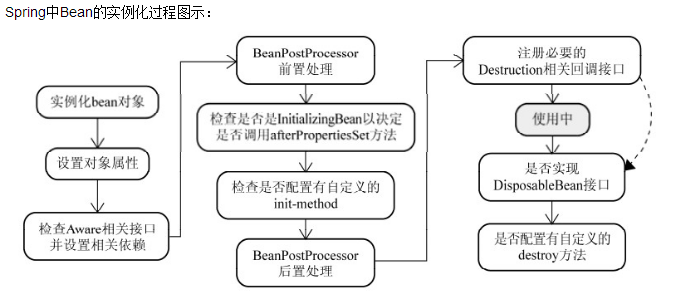 Spring中Bean的实例化过程图示：
实例化bean对象
设置对象属性
检查Aware相关接口
并设置相关依赖
BeanPostProcessor
前置处理
检查是否是InitializingBean以决定
是否调用afterPropertiesSet方法
检查是否配置有自定义的
init-method
BeanPostProcessor
后置处理
注册必要的
Destruction相关回调接口
使用中
是否实现
DisposableBean接口
是否配置有自定义的
destroy方法